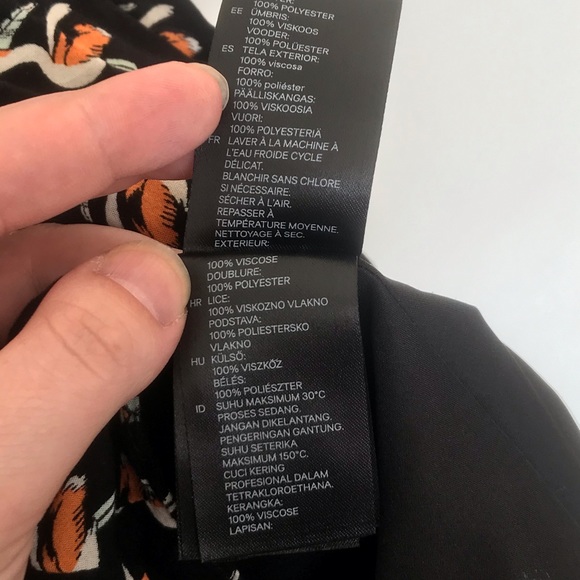 100% POLYESTER
EE ÜMBRIS:
100% VISKOOS
VOODER:
100% POLÜESTER
ES TELA EXTERIOR:
100% viscosa
FORRO:
100% poliéster
PÄÄLLISKANGAS:
100% VISKOOSIA
VUORI:
100% POLYESTERIÄ
FR LAVER À LA MACHINE À
L'EAU FROIDE CYCLE
DÉLICAT.
BLANCHIR SANS CHLORE,
SI NÉCESSAIRE.
SÉCHER À L'AIR.
REPASSER À
TEMPÉRATURE MOYENNE.
NETTOYAGE À SEC.
EXTERIEUR:
100% VISCOSE
DOUBLURE:
100% POLYESTER
HR LICE:
100% VISKOZNO VLAKNO
PODSTAVA:
100% POLIESTERSKO
VLAKNO
HU KÜLSŐ:
100% VISZKÓZ
BÉLÉS:
100% POLIÉSZTER
ID SUHU MAKSIMUM 30°C
PROSES SEDANG.
JANGAN DIKELANTANG.
PENGERINGAN GANTUNG.
SUHU SETERIKA
MAKSIMUM 150°C.
CUCI KERING
PROFESIONAL DALAM
TETRAKLOROETHANA.
KERANGKA:
100% VISCOSE
LAPISAN: